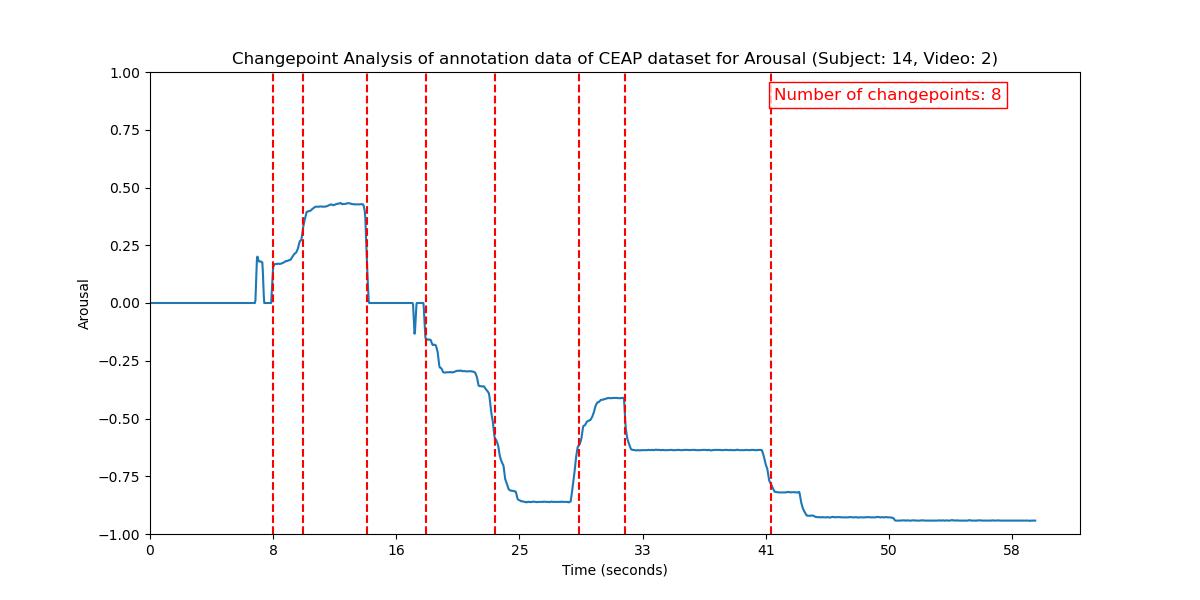 Changepoint Analysis of annotation data of CEAP dataset for Arousal (Subject: 14, Video: 2)
Number of changepoints: 8
1.00
0.75
0.50
0.25
0.00
−0.25
−0.50
−0.75
−1.00
Arousal
0 8 16 25 33 41 50 58
Time (seconds)